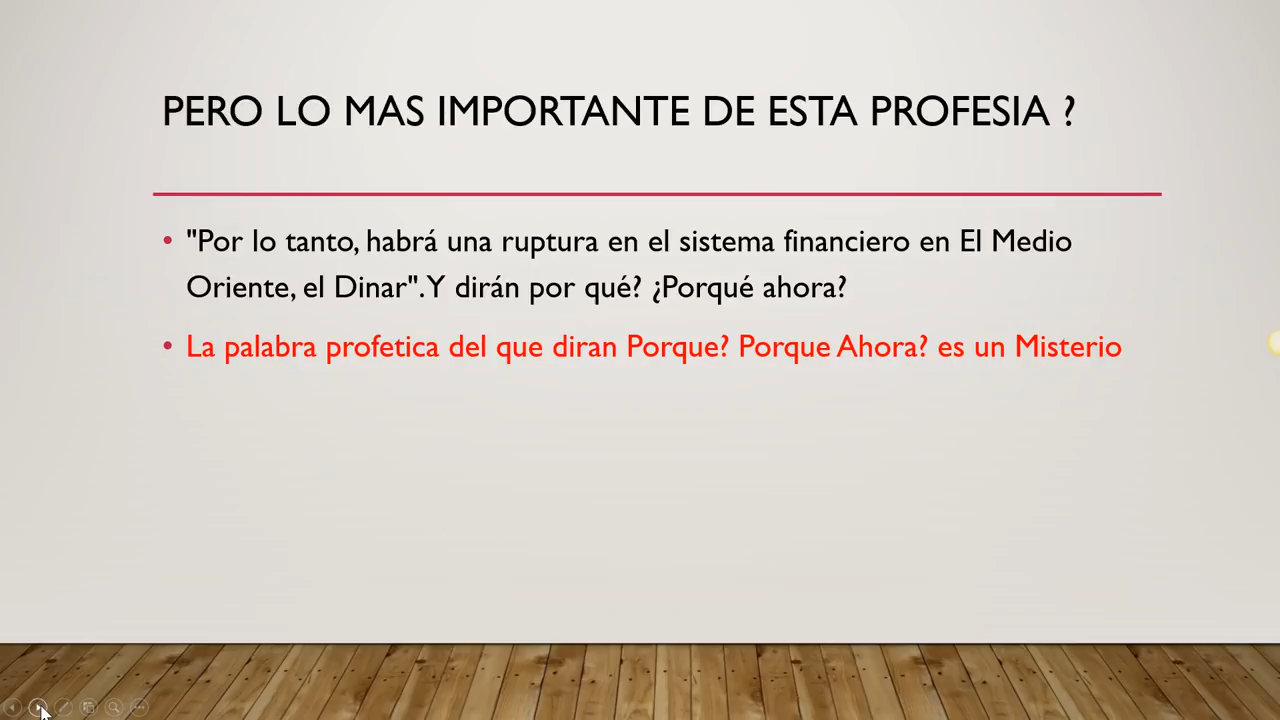 PERO LO MAS IMPORTANTE DE ESTA PROFESIA ?
• "Por lo tanto, habrá una ruptura en el sistema financiero en El Medio
Oriente, el Dinar". Y dirán por qué? ¿Porqué ahora?
• La palabra profetica del que diran Porque? Porque Ahora? es un Misterio